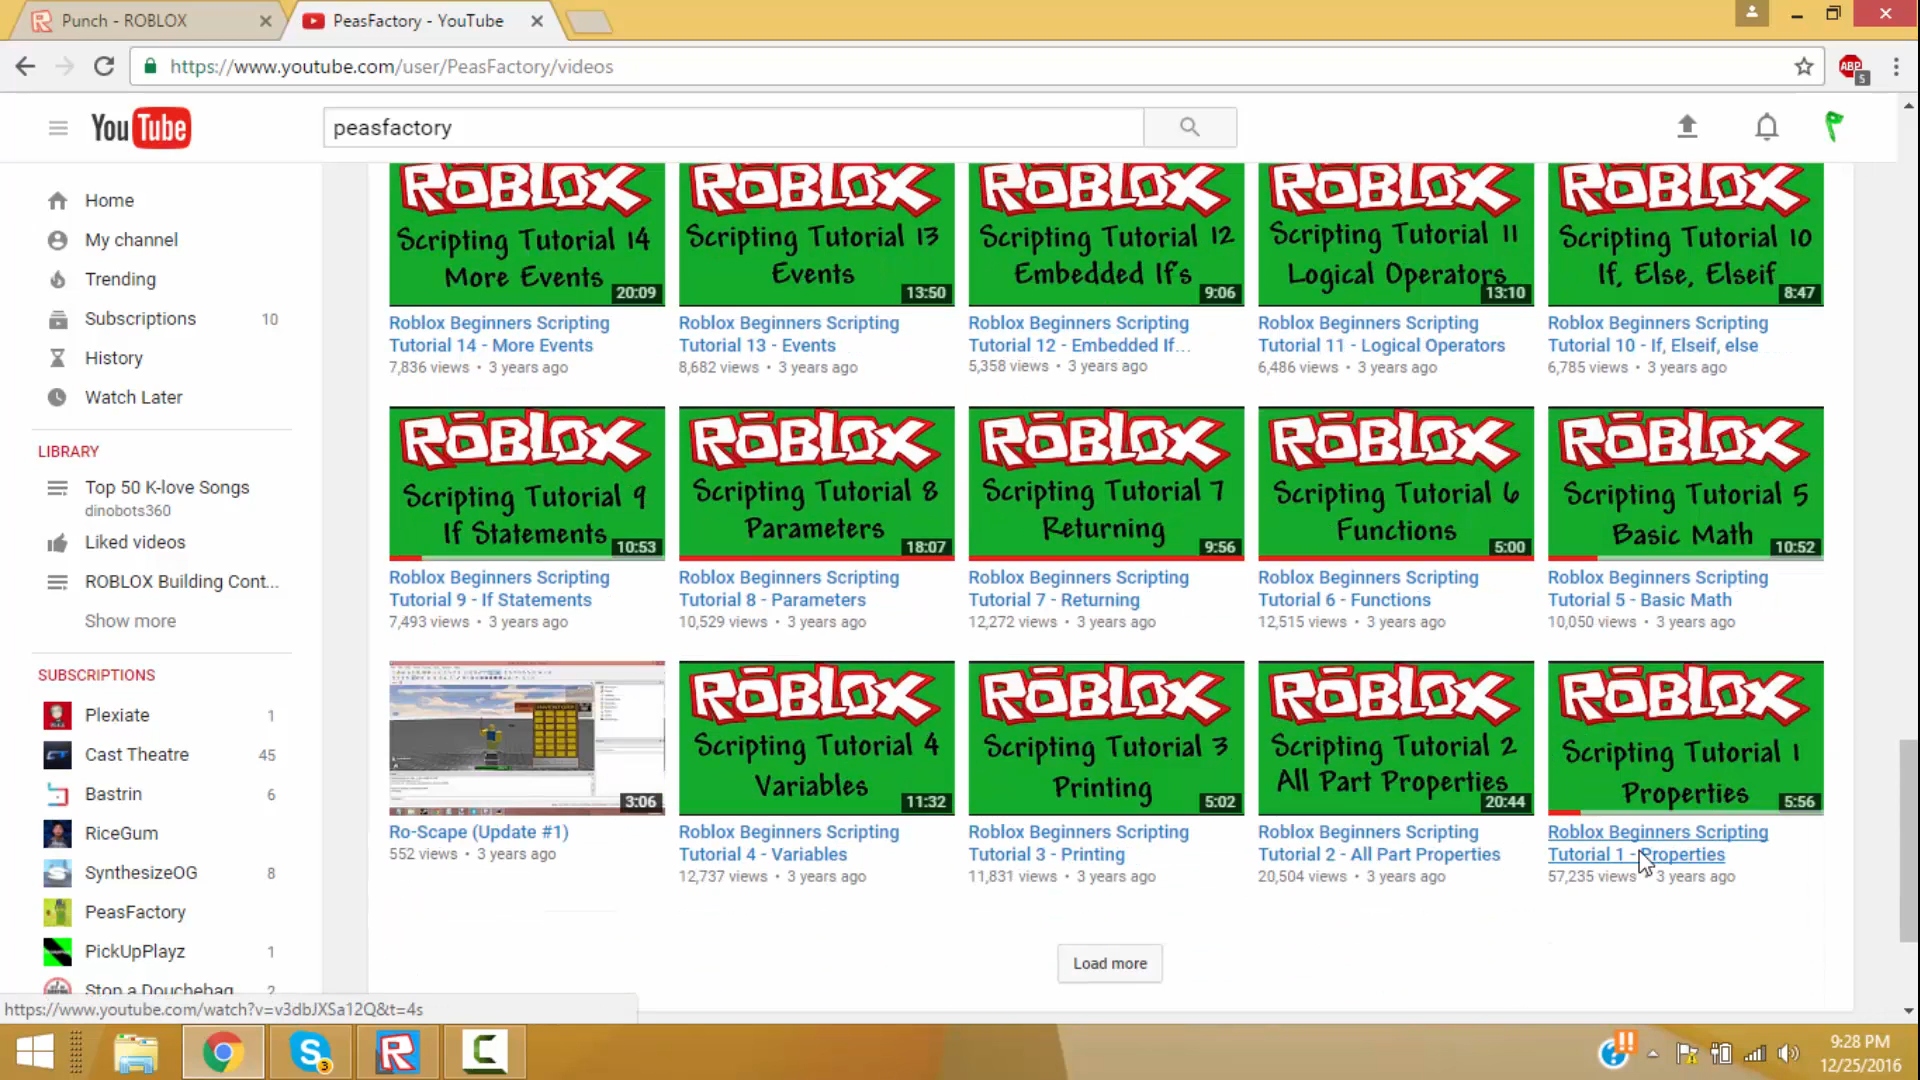 Punch - ROBLOX
PeasFactory - YouTube
https://www.youtube.com/user/PeasFactory/videos
ABP
5
YouTube
peasfactory
Home
My channel
Trending
Subscriptions 10
History
Watch Later
LIBRARY
Top 50 K-love Songs
dinobots360
Liked videos
ROBLOX Building Cont...
Show more
SUBSCRIPTIONS
Plexiate 1
Cast Theatre 45
Bastrin 6
RiceGum
SynthesizeOG 8
PeasFactory
PickUpPlayz 1
Stop a Douchebag 2
ROBLOX
Scripting Tutorial 14
More Events
20:09
Roblox Beginners Scripting
Tutorial 14 - More Events
7,836 views • 3 years ago
ROBLOX
Scripting Tutorial 13
Events
13:50
Roblox Beginners Scripting
Tutorial 13 - Events
8,682 views • 3 years ago
ROBLOX
Scripting Tutorial 12
Embedded If's
9:06
Roblox Beginners Scripting
Tutorial 12 - Embedded If...
5,358 views • 3 years ago
ROBLOX
Scripting Tutorial 11
Logical Operators
13:10
Roblox Beginners Scripting
Tutorial 11 - Logical Operators
6,486 views • 3 years ago
ROBLOX
Scripting Tutorial 10
If, Else, Elseif
8:47
Roblox Beginners Scripting
Tutorial 10 - If, Elseif, else
6,785 views • 3 years ago
ROBLOX
Scripting Tutorial 9
If Statements
10:53
Roblox Beginners Scripting
Tutorial 9 - If Statements
7,493 views • 3 years ago
ROBLOX
Scripting Tutorial 8
Parameters
18:07
Roblox Beginners Scripting
Tutorial 8 - Parameters
10,529 views • 3 years ago
ROBLOX
Scripting Tutorial 7
Returning
9:56
Roblox Beginners Scripting
Tutorial 7 - Returning
12,272 views • 3 years ago
ROBLOX
Scripting Tutorial 6
Functions
5:00
Roblox Beginners Scripting
Tutorial 6 - Functions
12,515 views • 3 years ago
ROBLOX
Scripting Tutorial 5
Basic Math
10:52
Roblox Beginners Scripting
Tutorial 5 - Basic Math
10,050 views • 3 years ago
3:06
Ro-Scape (Update #1)
552 views • 3 years ago
ROBLOX
Scripting Tutorial 4
Variables
11:32
Roblox Beginners Scripting
Tutorial 4 - Variables
12,737 views • 3 years ago
ROBLOX
Scripting Tutorial 3
Printing
5:02
Roblox Beginners Scripting
Tutorial 3 - Printing
11,831 views • 3 years ago
ROBLOX
Scripting Tutorial 2
All Part Properties
20:44
Roblox Beginners Scripting
Tutorial 2 - All Part Properties
20,504 views • 3 years ago
ROBLOX
Scripting Tutorial 1
Properties
5:56
Roblox Beginners Scripting
Tutorial 1 - Properties
57,235 views • 3 years ago
Load more
https://www.youtube.com/watch?v=v3dbJXSa12Q&t=4s
3
9:28 PM
12/25/2016